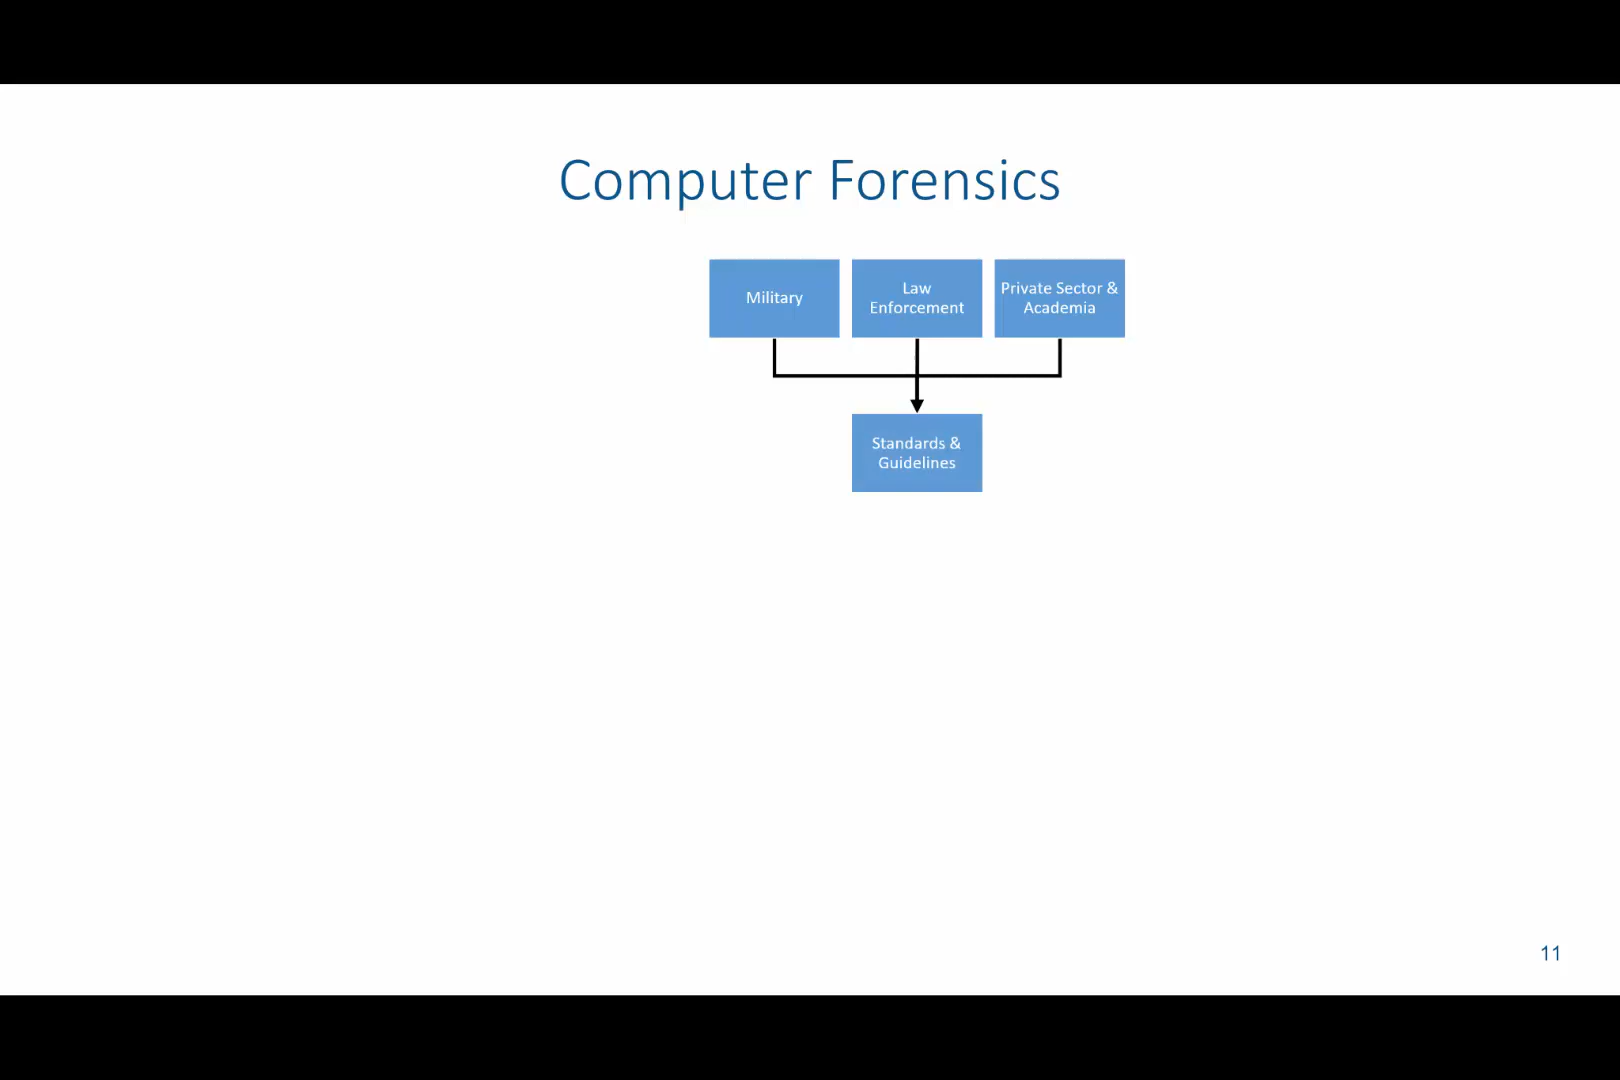 Computer Forensics
Military
Law
Enforcement
Private Sector &
Academia
Standards &
Guidelines
11